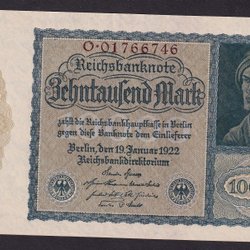 O·01766746
Reichsbanknote
Zehntausend Mark
zahlt die Reichsbankhauptkasse in Berlin
gegen diese Banknote dem Einlieferer
Berlin, den 19. Januar 1922
Reichsbankdirektorium